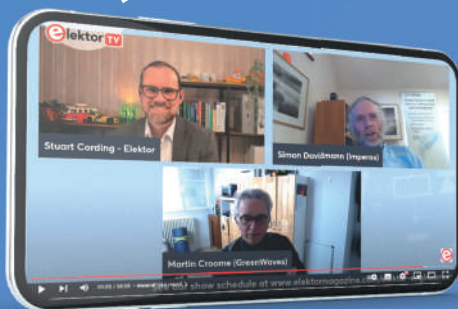 elektor TV
Stuart Cording - Elektor
Simon Davidmann (Imperas)
Martin Croome (GreenWaves)
show schedule at www.elektormagazine.com